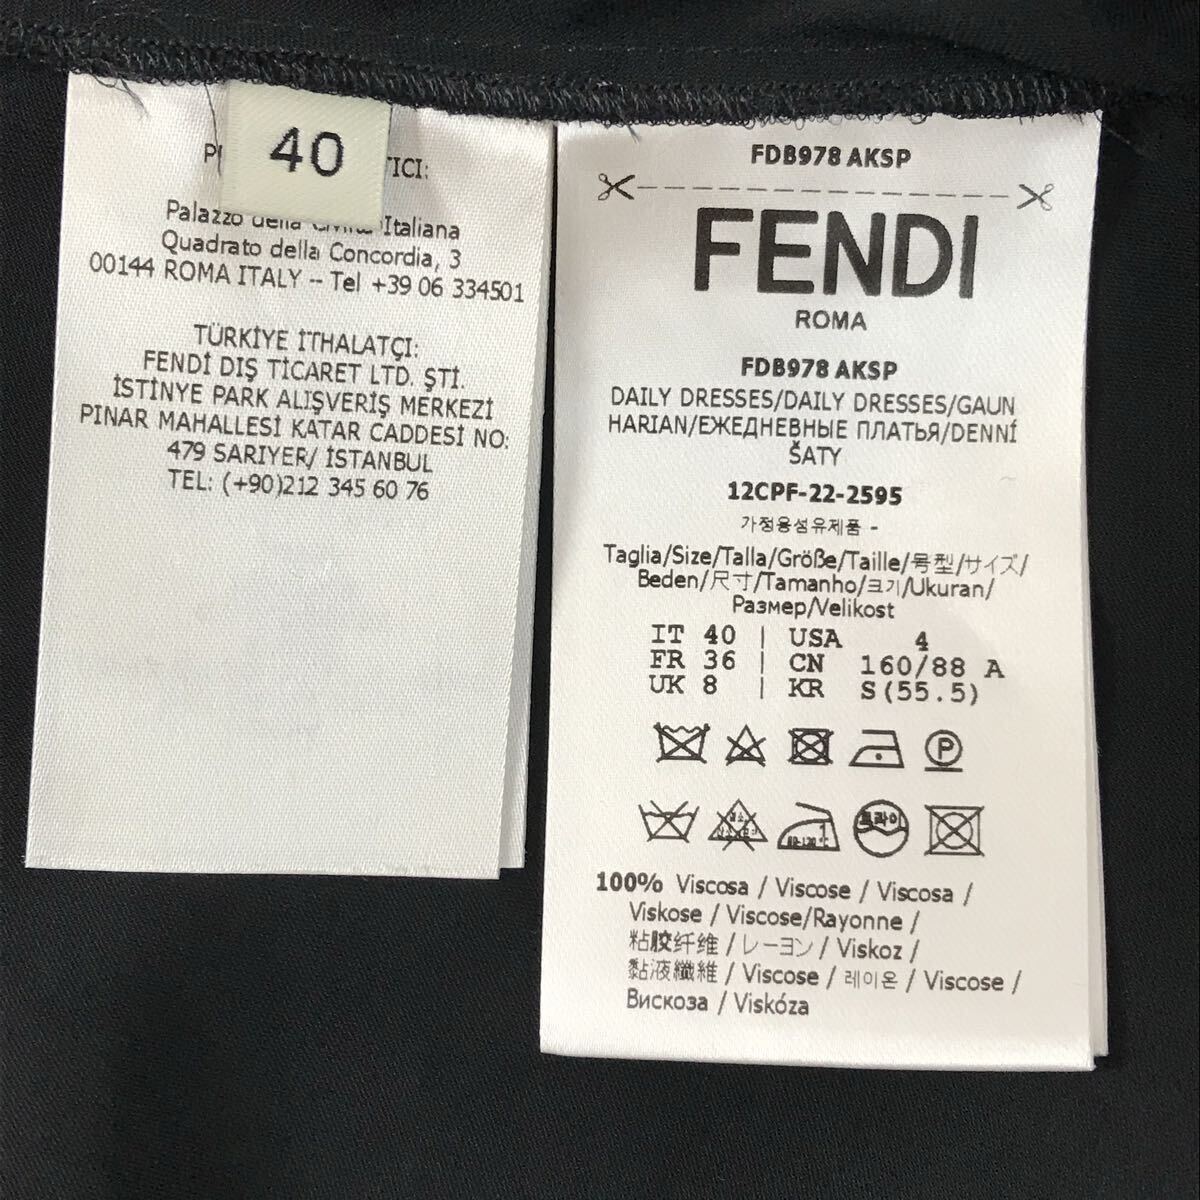 40
ICI:
Palazzo della Italiana
Quadrato della Concordia, 3
00144 ROMA ITALY -- Tel +39 06 334501
TÜRKİYE İTHALATÇI:
FENDİ DIŞ TİCARET LTD. ŞTİ.
İSTİNYE PARK ALIŞVERİŞ MERKEZİ
PINAR MAHALLESİ KATAR CADDESİ NO:
479 SARIYER/ İSTANBUL
TEL: (+90)212 345 60 76
FDB978 AKSP
FENDI
ROMA
FDB978 AKSP
DAILY DRESSES/DAILY DRESSES/GAUN
HARIAN/ЕЖЕДНЕВНЫЕ ПЛАТЬЯ/DENNÍ
ŠATY
12CPF-22-2595
가정용섬유제품 -
Taglia/Size/Talla/Größe/Taille/号型/サイズ/
Beden/尺寸/Tamanho/크기/Ukuran/
Размер/Velikost
IT 40 | USA 4
FR 36 | CN 160/88 A
UK 8 | KR S(55.5)
P
드라이
100% Viscosa / Viscose / Viscosa /
Viskose / Viscose/Rayonne /
粘胶纤维 / レーヨン / Viskoz /
黏液纖維 / Viscose / 레이온 / Viscose /
Вискоза / Viskóza